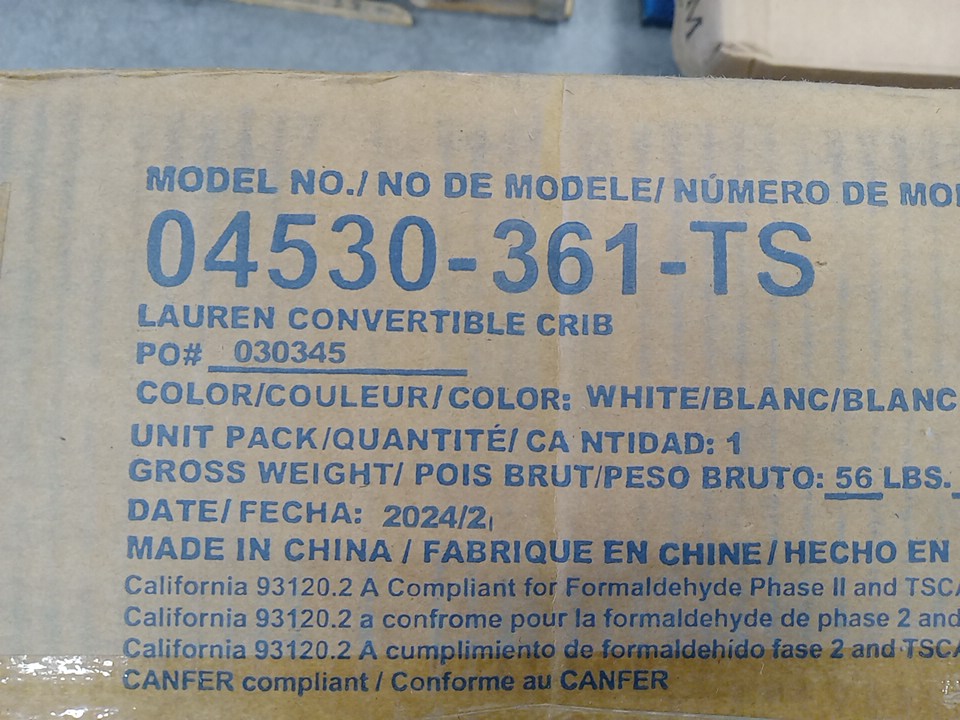 MODEL NO./ NO DE MODELE/ NÚMERO DE MO
04530-361-TS
LAUREN CONVERTIBLE CRIB
PO# 030345
COLOR/COULEUR/COLOR: WHITE/BLANC/BLANC
UNIT PACK/QUANTITÉ/ CA NTIDAD: 1
GROSS WEIGHT/ POIS BRUT/PESO BRUTO: 56 LBS.
DATE/ FECHA: 2024/2
MADE IN CHINA / FABRIQUE EN CHINE/HECHO EN
California 93120.2 A Compliant for Formaldehyde Phase II and TSCA
California 93120.2 a confrome pour la formaldehyde de phase 2 and
California 93120.2 A cumplimiento de formaldehido fase 2 and TSCA
CANFER compliant / Conforme au CANFER